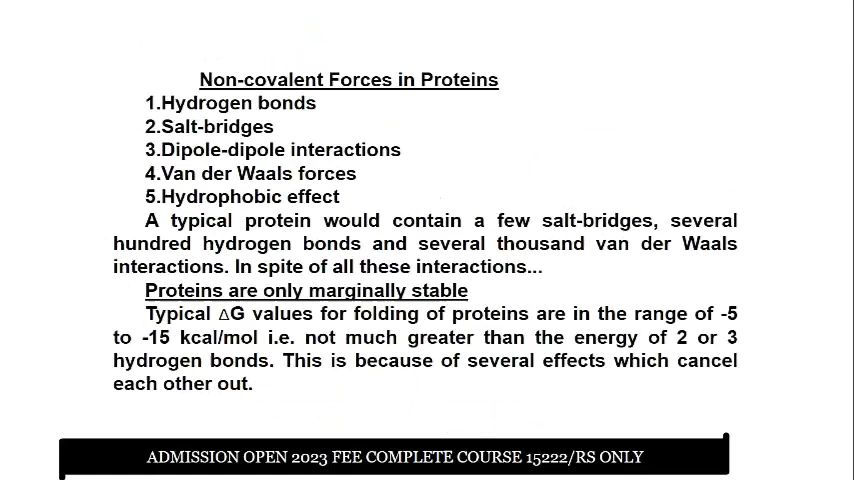 Non-covalent Forces in Proteins
1.Hydrogen bonds
2.Salt-bridges
3.Dipole-dipole interactions
4.Van der Waals forces
5.Hydrophobic effect
A typical protein would contain a few salt-bridges, several
hundred hydrogen bonds and several thousand van der Waals
interactions. In spite of all these interactions...
Proteins are only marginally stable
Typical ΔG values for folding of proteins are in the range of -5
to -15 kcal/mol i.e. not much greater than the energy of 2 or 3
hydrogen bonds. This is because of several effects which cancel
each other out.
ADMISSION OPEN 2023 FEE COMPLETE COURSE 15222/RS ONLY